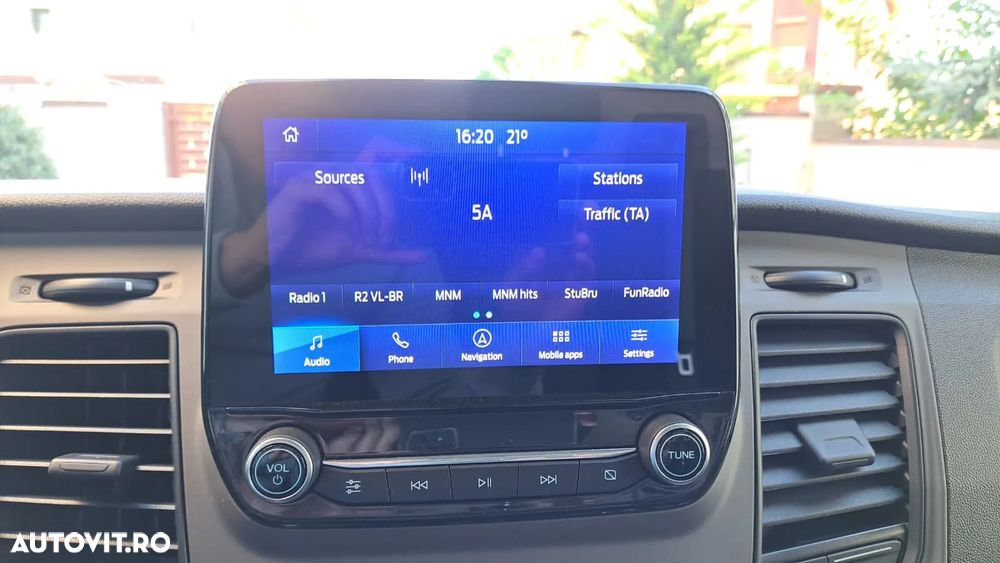 16:20 21°
Sources
Stations
5A
Traffic (TA)
Radio 1 R2 VL-BR MNM MNM hits StuBru FunRadio
Audio Phone Navigation Mobile apps Settings
VOL
TUNE
AUTOVIT.RO